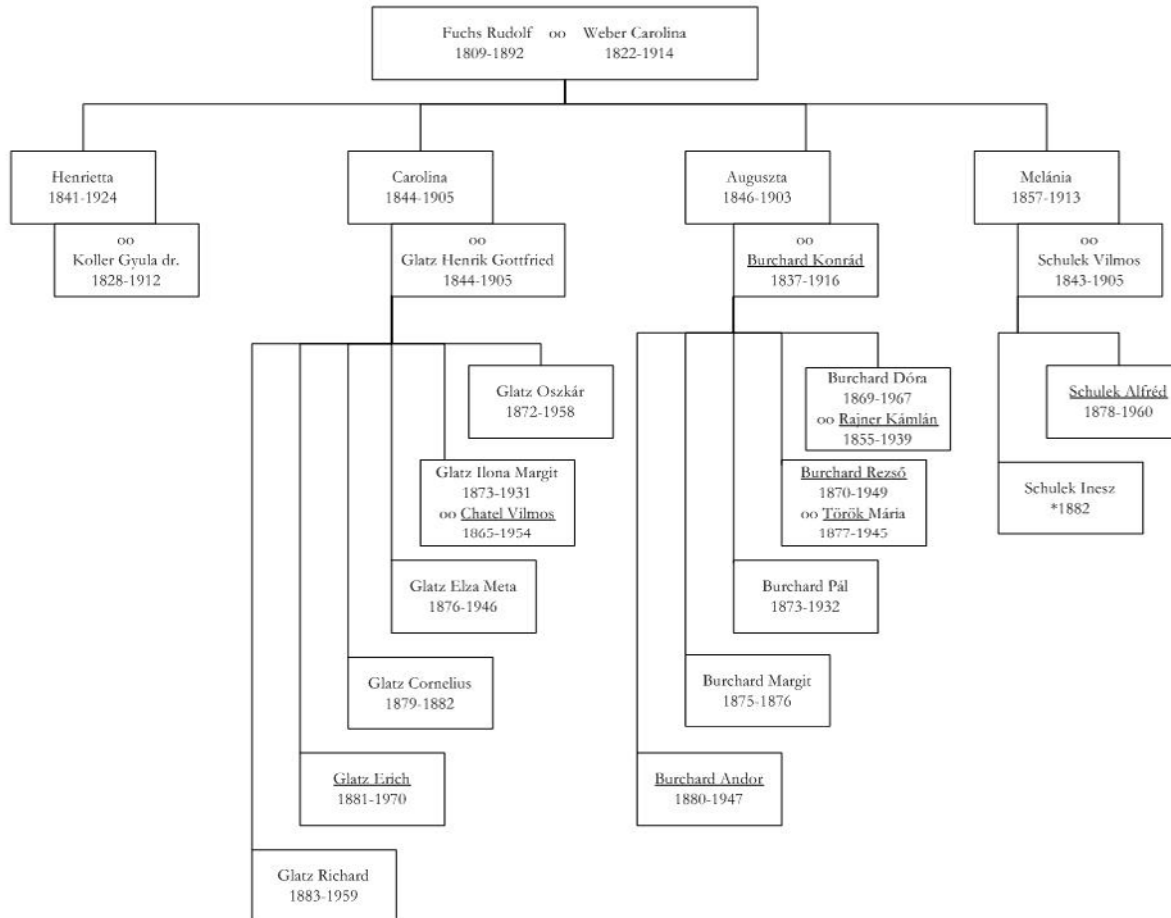 Fuchs Rudolf oo Weber Carolina
1809-1892 1822-1914
Henrietta
1841-1924
oo
Koller Gyula dr.
1828-1912
Carolina
1844-1905
oo
Glatz Henrik Gottfried
1844-1905
Auguszta
1846-1903
oo
Burchard Konrád
1837-1916
Melánia
1857-1913
oo
Schulek Vilmos
1843-1905
Glatz Oszkár
1872-1958
Glatz Ilona Margit
1873-1931
oo Chatel Vilmos
1865-1954
Glatz Elza Meta
1876-1946
Glatz Cornelius
1879-1882
Glatz Erich
1881-1970
Glatz Richard
1883-1959
Burchard Dóra
1869-1967
oo Rajner Kámlán
1855-1939
Burchard Rezső
1870-1949
oo Török Mária
1877-1945
Burchard Pál
1873-1932
Burchard Margit
1875-1876
Burchard Andor
1880-1947
Schulek Alfréd
1878-1960
Schulek Inesz
*1882